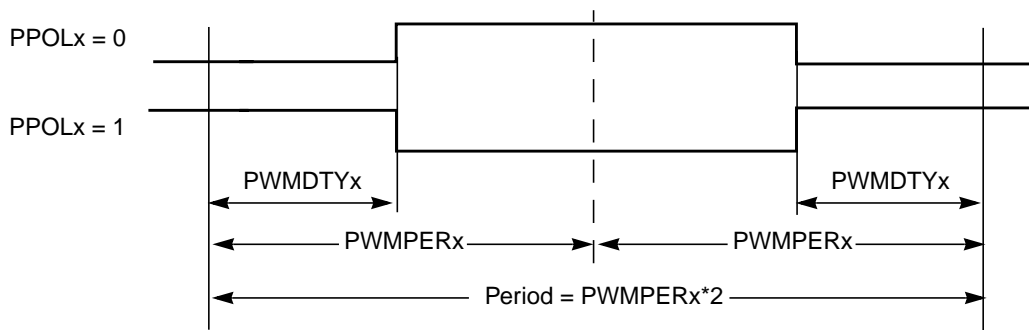 PPOLx = 0
PPOLx = 1
PWMDTYx
PWMDTYx
PWMPERx
PWMPERx
Period = PWMPERx*2